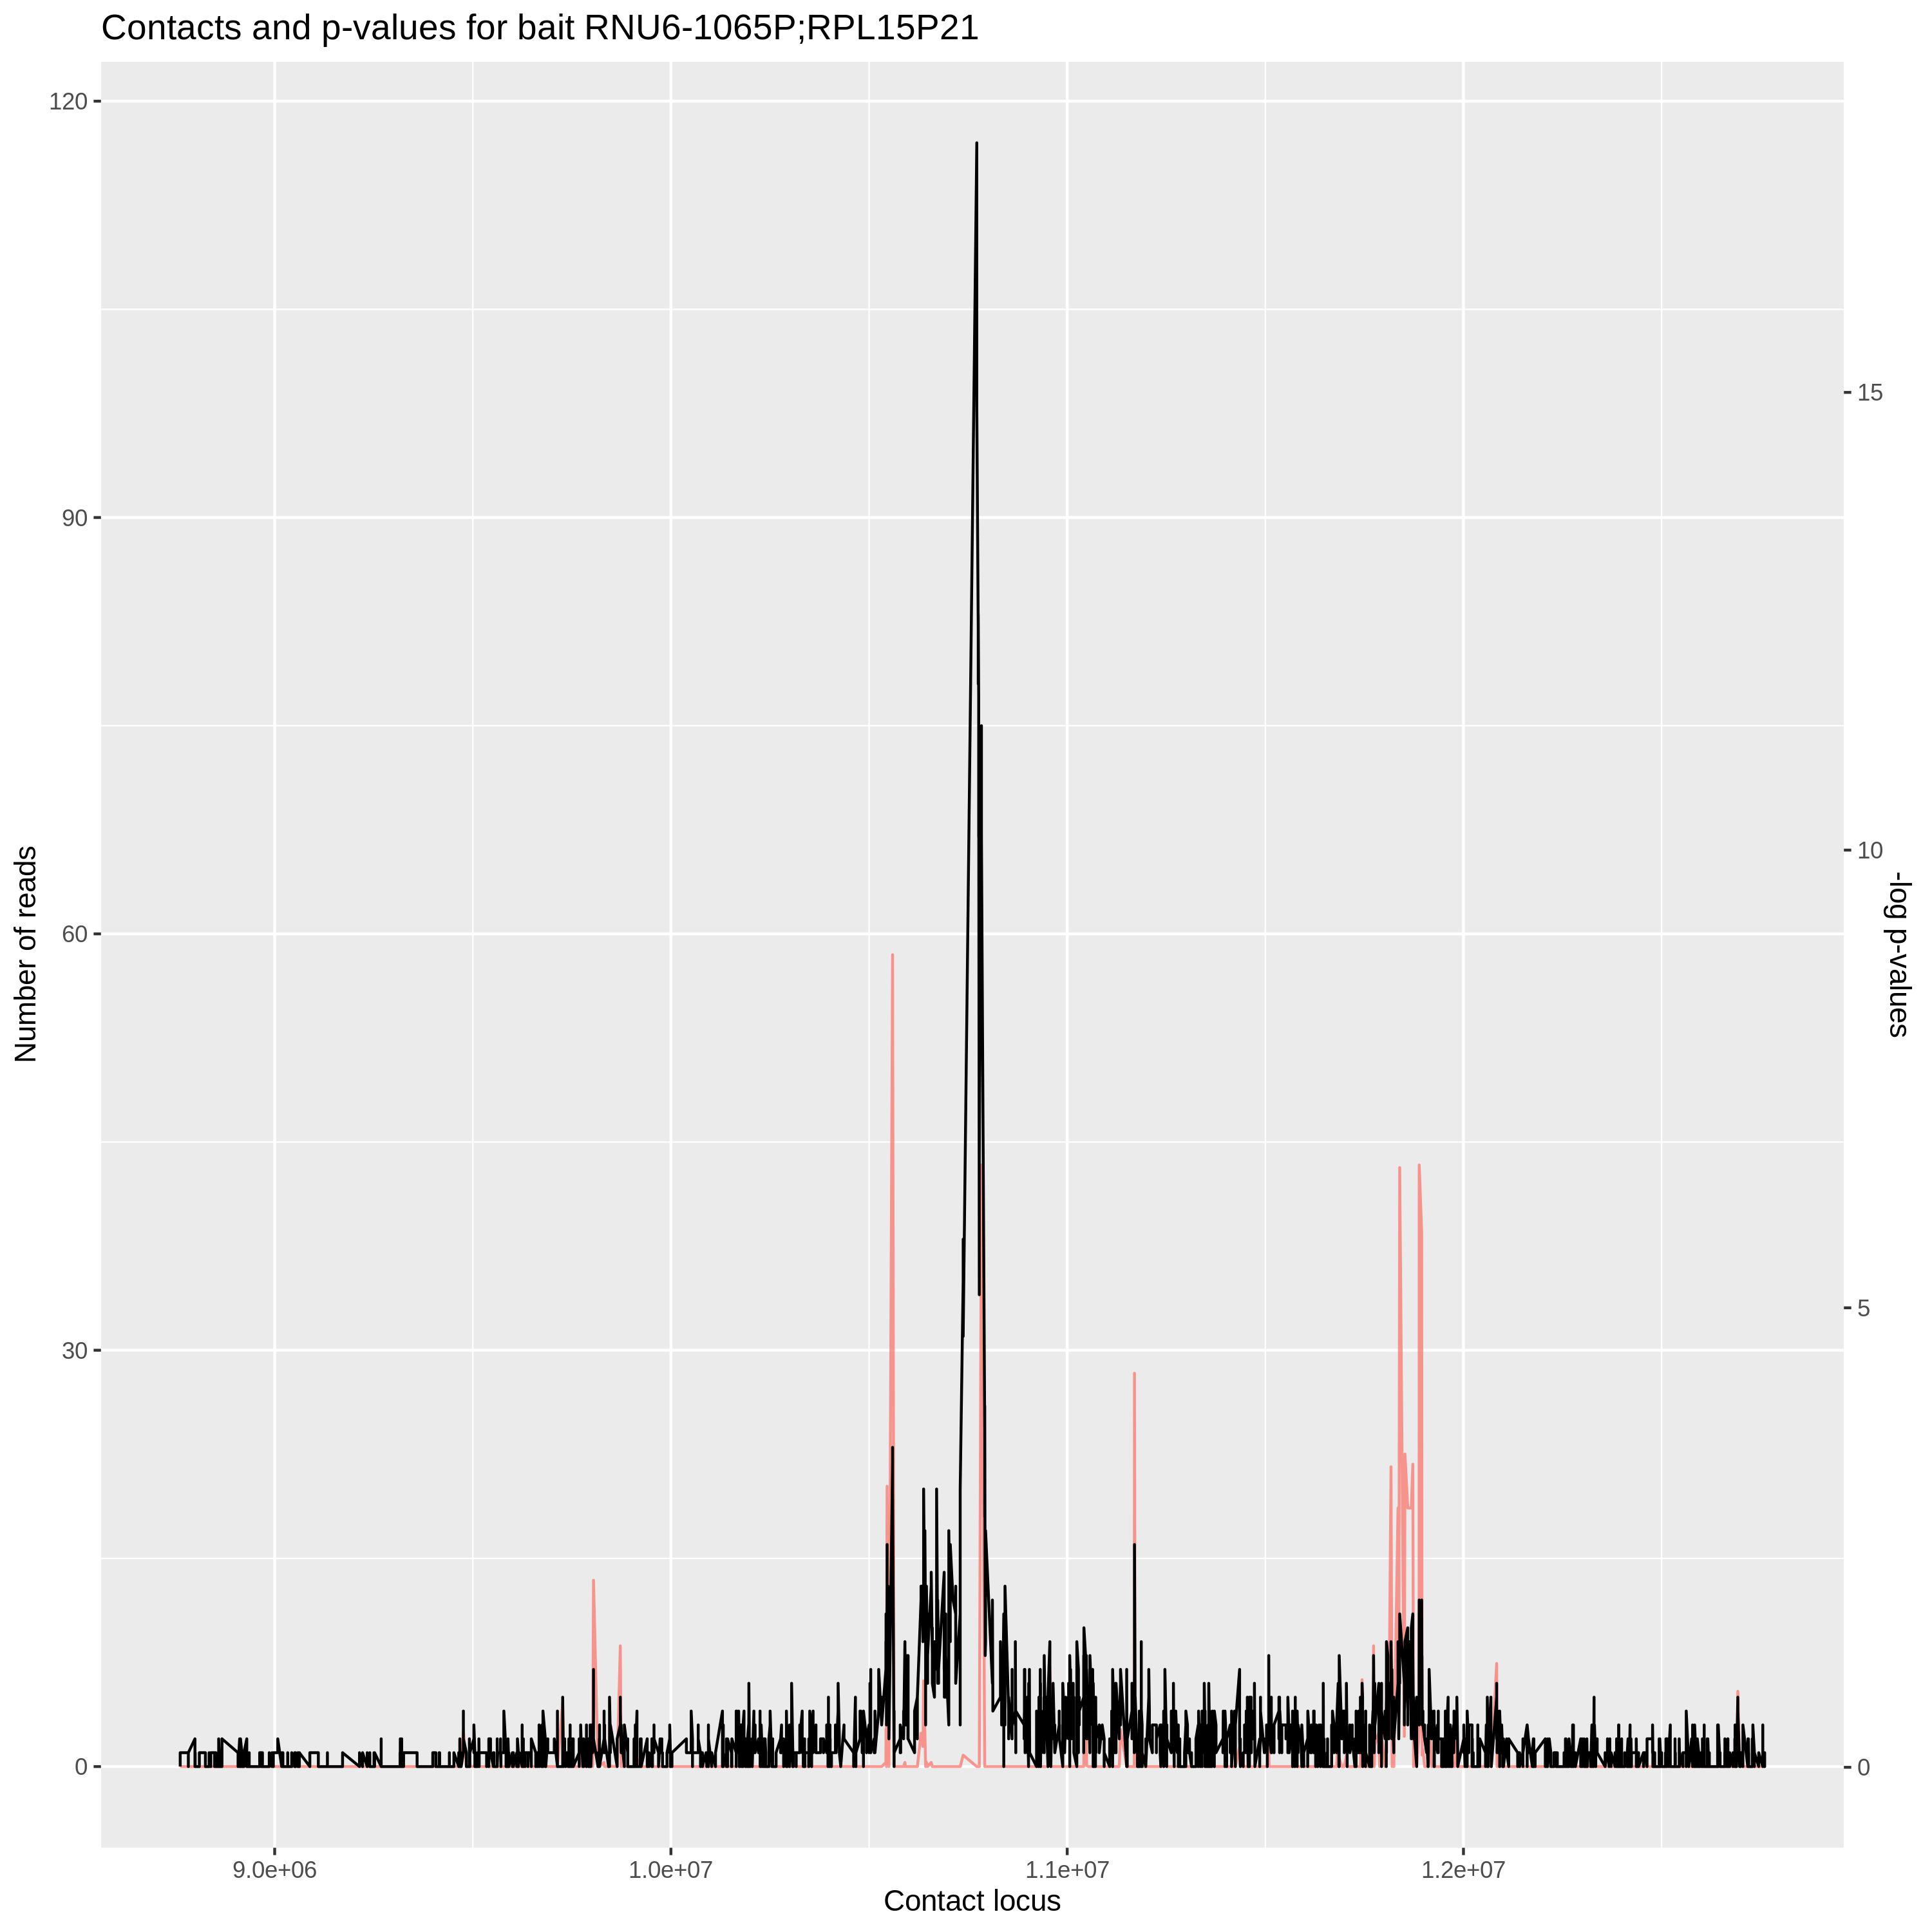 Contacts and p-values for bait RNU6-1065P;RPL15P21
120
90
60
30
0
Number of reads
15
10
5
0
-log p-values
9.0e+06
1.0e+07
1.1e+07
1.2e+07
Contact locus